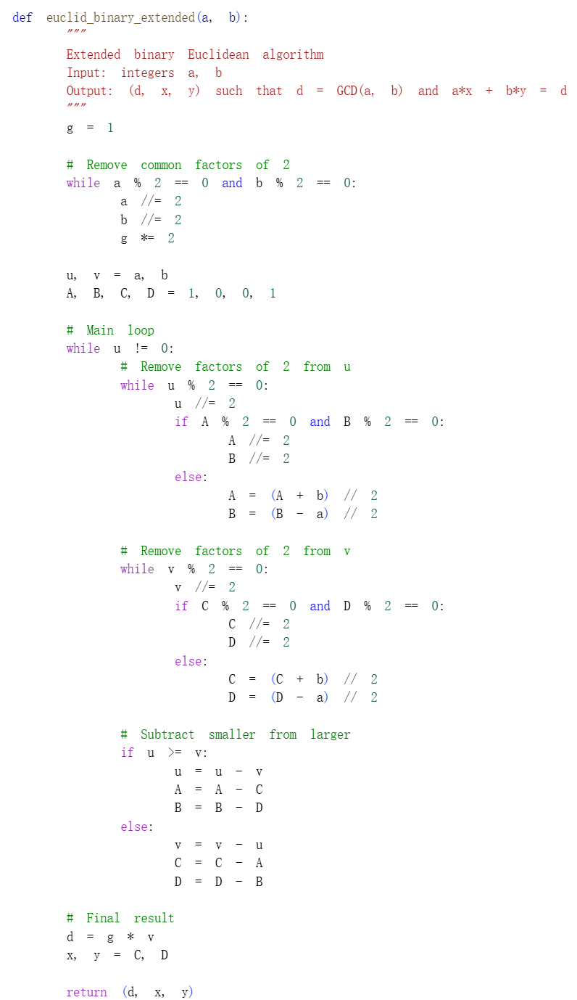 def euclid_binary_extended(a, b):
    """
    Extended binary Euclidean algorithm
    Input: integers a, b
    Output: (d, x, y) such that d = GCD(a, b) and a*x + b*y = d
    """
    g = 1

    # Remove common factors of 2
    while a % 2 == 0 and b % 2 == 0:
        a //= 2
        b //= 2
        g *= 2

    u, v = a, b
    A, B, C, D = 1, 0, 0, 1

    # Main loop
    while u != 0:
        # Remove factors of 2 from u
        while u % 2 == 0:
            u //= 2
            if A % 2 == 0 and B % 2 == 0:
                A //= 2
                B //= 2
            else:
                A = (A + b) // 2
                B = (B - a) // 2

        # Remove factors of 2 from v
        while v % 2 == 0:
            v //= 2
            if C % 2 == 0 and D % 2 == 0:
                C //= 2
                D //= 2
            else:
                C = (C + b) // 2
                D = (D - a) // 2

        # Subtract smaller from larger
        if u >= v:
            u = u - v
            A = A - C
            B = B - D
        else:
            v = v - u
            C = C - A
            D = D - B

    # Final result
    d = g * v
    x, y = C, D

    return (d, x, y)